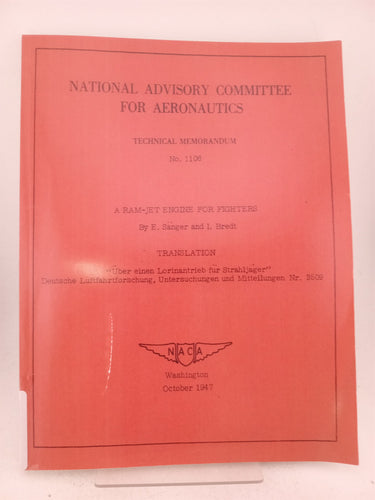 NATIONAL ADVISORY COMMITTEE
FOR AERONAUTICS
TECHNICAL MEMORANDUM
No. 1106
A RAM-JET ENGINE FOR FIGHTERS
By E. Sänger and I. Bredt
TRANSLATION
"Über einen Lorinantrieb für Strahljäger"
Deutsche Luftfahrtforschung, Untersuchungen und Mitteilungen Nr. 3509
NACA
Washington
October 1947